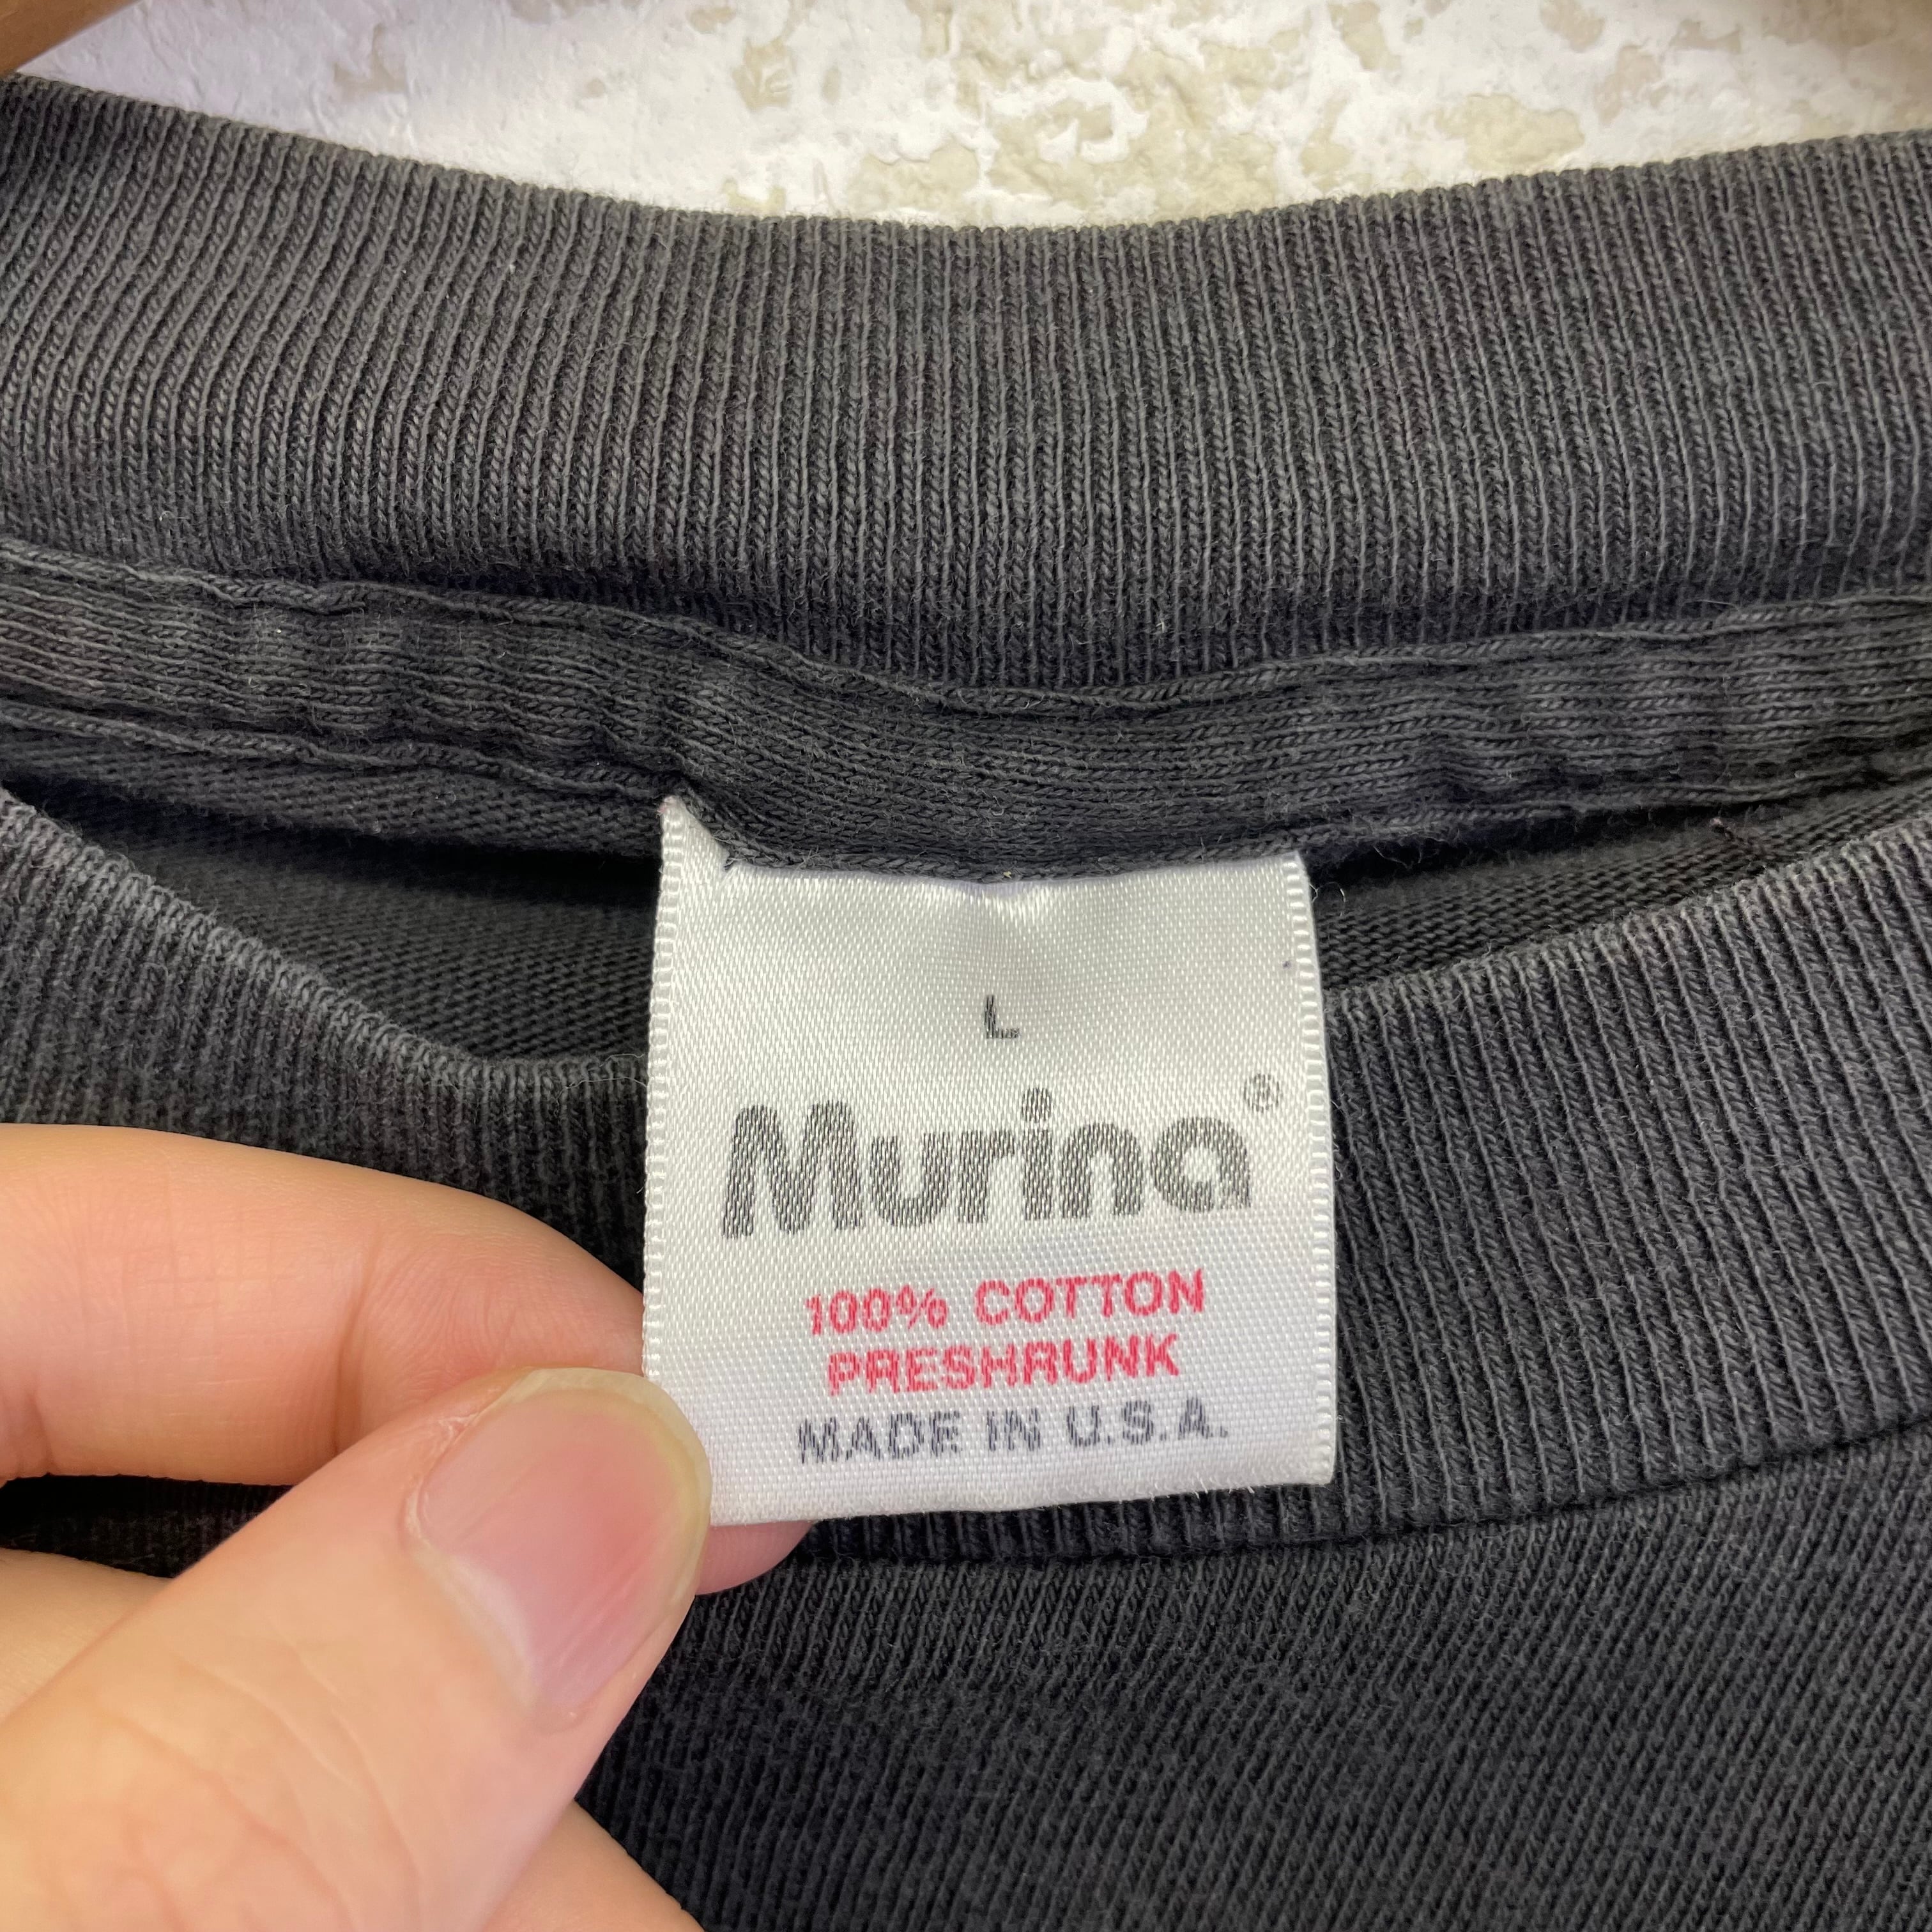 L
Murina®
100% COTTON
PRESHRUNK
MADE IN U.S.A.